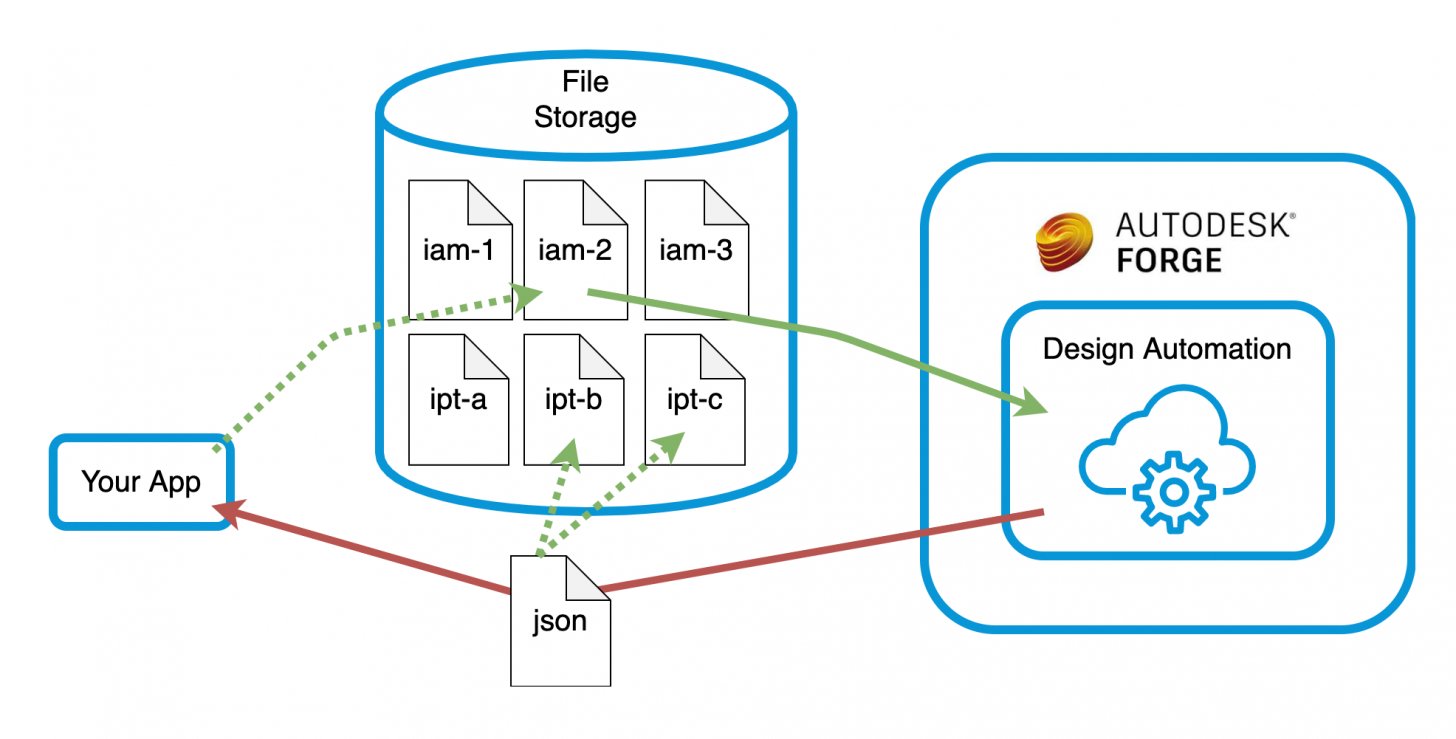 File
Storage
iam-1
iam-2
iam-3
AUTODESK®
FORGE
Design Automation
ipt-a
ipt-b
ipt-c
Your App
json